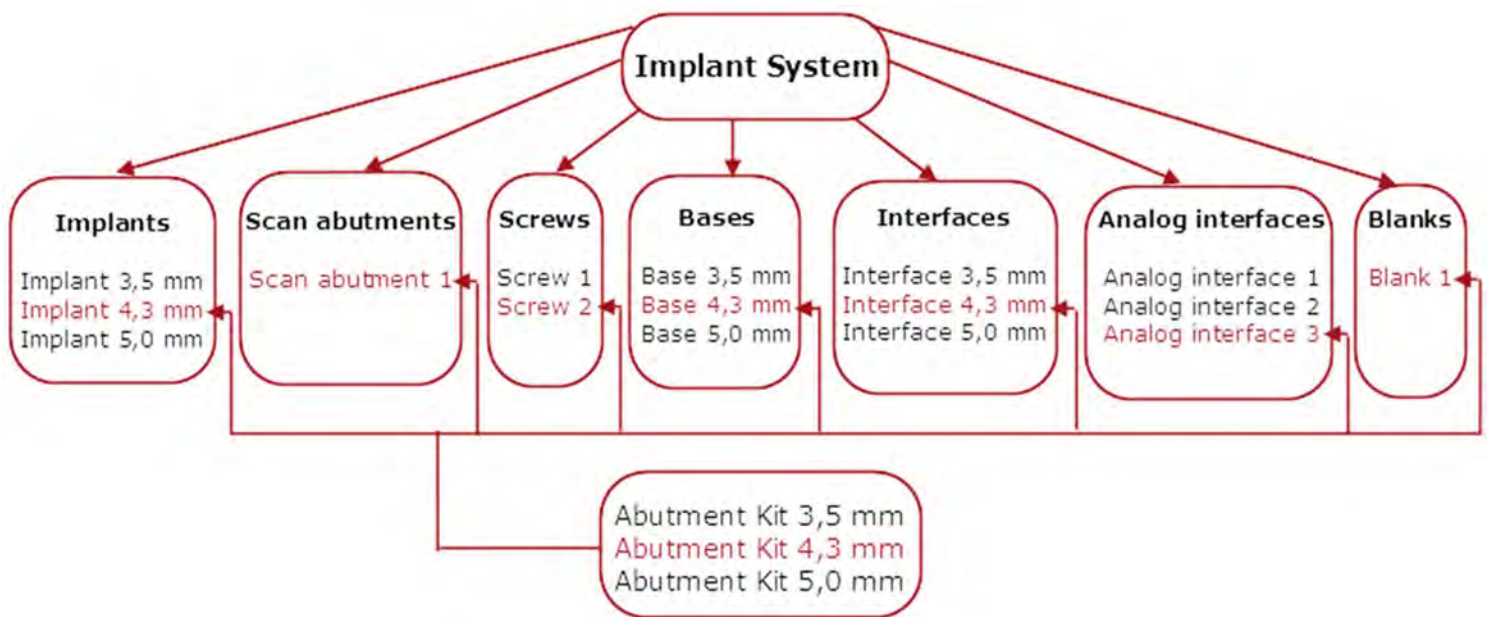 Implant System
Implants
Implant 3,5 mm
Implant 4,3 mm
Implant 5,0 mm
Scan abutments
Scan abutment 1
Screws
Screw 1
Screw 2
Bases
Base 3,5 mm
Base 4,3 mm
Base 5,0 mm
Interfaces
Interface 3,5 mm
Interface 4,3 mm
Interface 5,0 mm
Analog interfaces
Analog interface 1
Analog interface 2
Analog interface 3
Blanks
Blank 1
Abutment Kit 3,5 mm
Abutment Kit 4,3 mm
Abutment Kit 5,0 mm